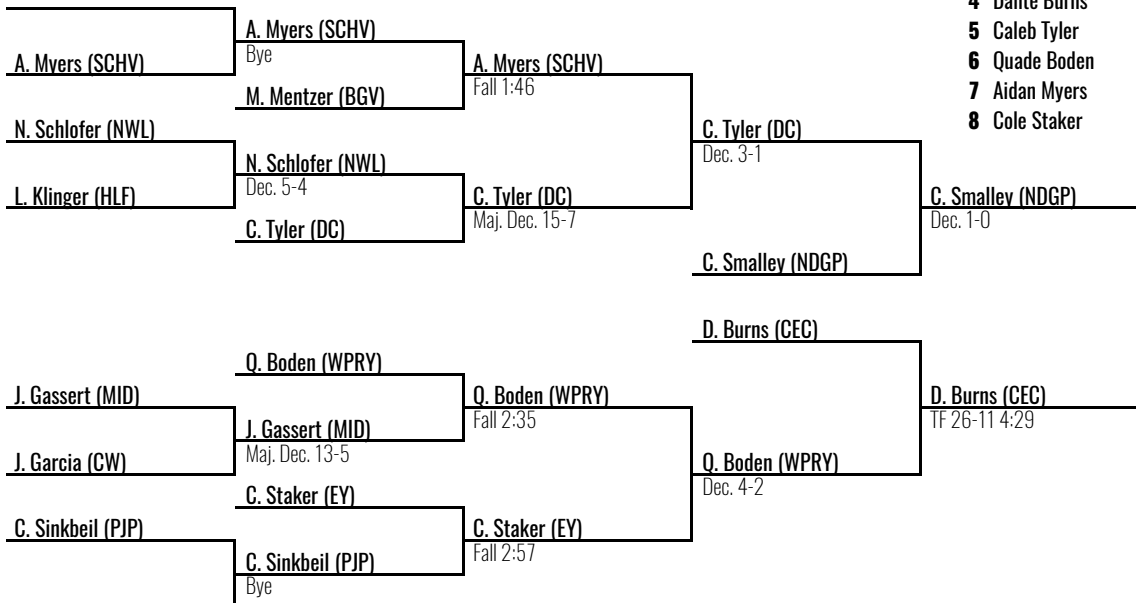 4 Dante Burns
5 Caleb Tyler
6 Quade Boden
7 Aidan Myers
8 Cole Staker
A. Myers (SCHV)
A. Myers (SCHV)
Bye
M. Mentzer (BGV)
A. Myers (SCHV)
Fall 1:46
N. Schlofer (NWL)
L. Klinger (HLF)
N. Schlofer (NWL)
Dec. 5-4
C. Tyler (DC)
C. Tyler (DC)
Maj. Dec. 15-7
C. Tyler (DC)
Dec. 3-1
C. Smalley (NDGP)
C. Smalley (NDGP)
Dec. 1-0
D. Burns (CEC)
Q. Boden (WPRY)
J. Gassert (MID)
J. Garcia (CW)
J. Gassert (MID)
Maj. Dec. 13-5
Q. Boden (WPRY)
Fall 2:35
C. Staker (EY)
C. Sinkbeil (PJP)
C. Sinkbeil (PJP)
Bye
C. Staker (EY)
Fall 2:57
Q. Boden (WPRY)
Dec. 4-2
D. Burns (CEC)
TF 26-11 4:29